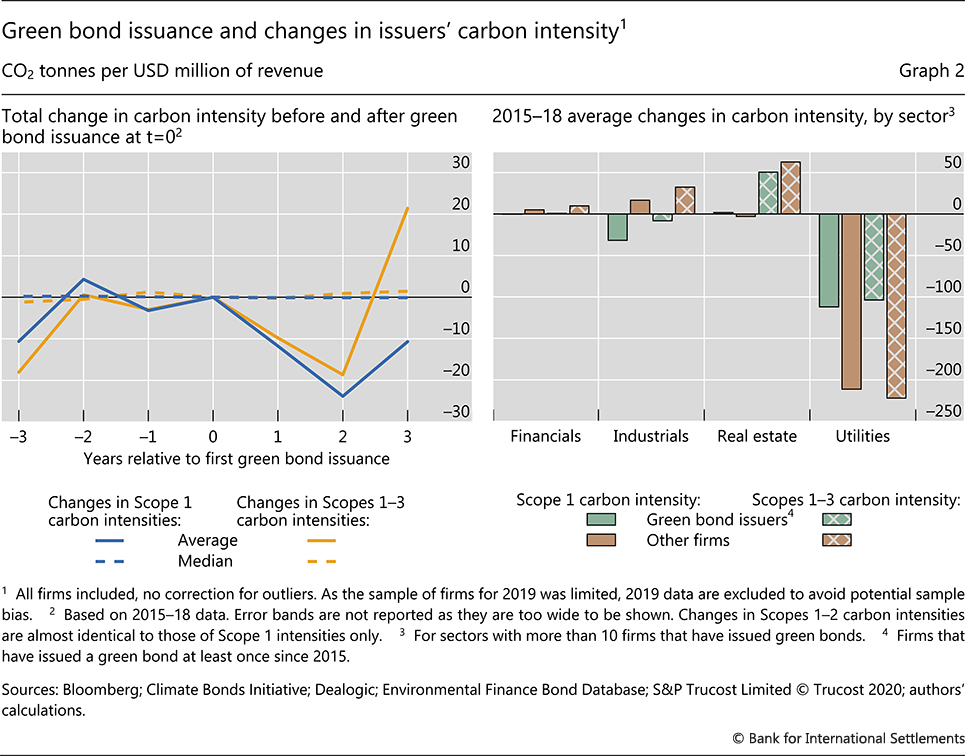 Green bond issuance and changes in issuers’ carbon intensity¹
CO₂ tonnes per USD million of revenue
Graph 2
Total change in carbon intensity before and after green
bond issuance at t=0²
30
20
10
0
–10
–20
–30
–3 –2 –1 0 1 2 3
Years relative to first green bond issuance
Changes in Scope 1
carbon intensities:
Changes in Scopes 1–3
carbon intensities:
Average
Median
2015–18 average changes in carbon intensity, by sector³
50
0
–50
–100
–150
–200
–250
Financials Industrials Real estate Utilities
Scope 1 carbon intensity: Scopes 1–3 carbon intensity:
Green bond issuers⁴
Other firms
¹ All firms included, no correction for outliers. As the sample of firms for 2019 was limited, 2019 data are excluded to avoid potential sample
bias. ² Based on 2015–18 data. Error bands are not reported as they are too wide to be shown. Changes in Scopes 1–2 carbon intensities
are almost identical to those of Scope 1 intensities only. ³ For sectors with more than 10 firms that have issued green bonds. ⁴ Firms that
have issued a green bond at least once since 2015.
Sources: Bloomberg; Climate Bonds Initiative; Dealogic; Environmental Finance Bond Database; S&P Trucost Limited © Trucost 2020; authors’
calculations.
© Bank for International Settlements